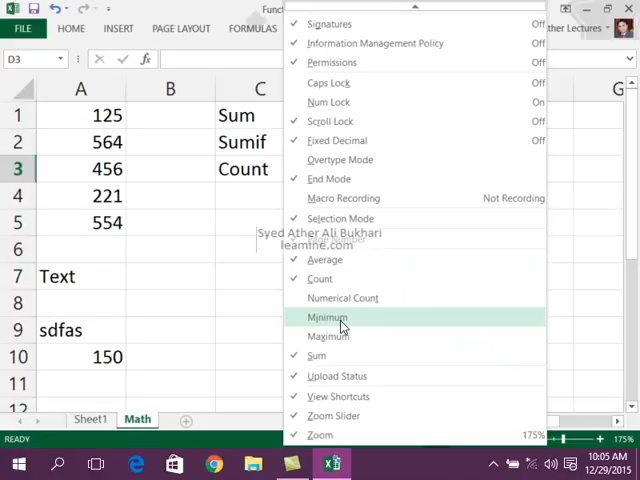 Func
FILE HOME INSERT PAGE LAYOUT FORMULAS
ther Lectures
D3
fx
A B C G
1 125 Sum
2 564 Sumif
3 456 Count
4 221
5 554
6
7 Text
8
9 sdfas
10 150
11
12
Signatures Off
Information Management Policy Off
Permissions Off
Caps Lock Off
Num Lock On
Scroll Lock Off
Fixed Decimal Off
Overtype Mode
End Mode
Macro Recording Not Recording
Selection Mode
Page Number
Average
Count
Numerical Count
Minimum
Maximum
Sum
Upload Status
View Shortcuts
Zoom Slider
Zoom 175%
Syed Ather Ali Bukhari
learnine.com
Sheet1 Math
READY
175%
10:05 AM
12/29/2015